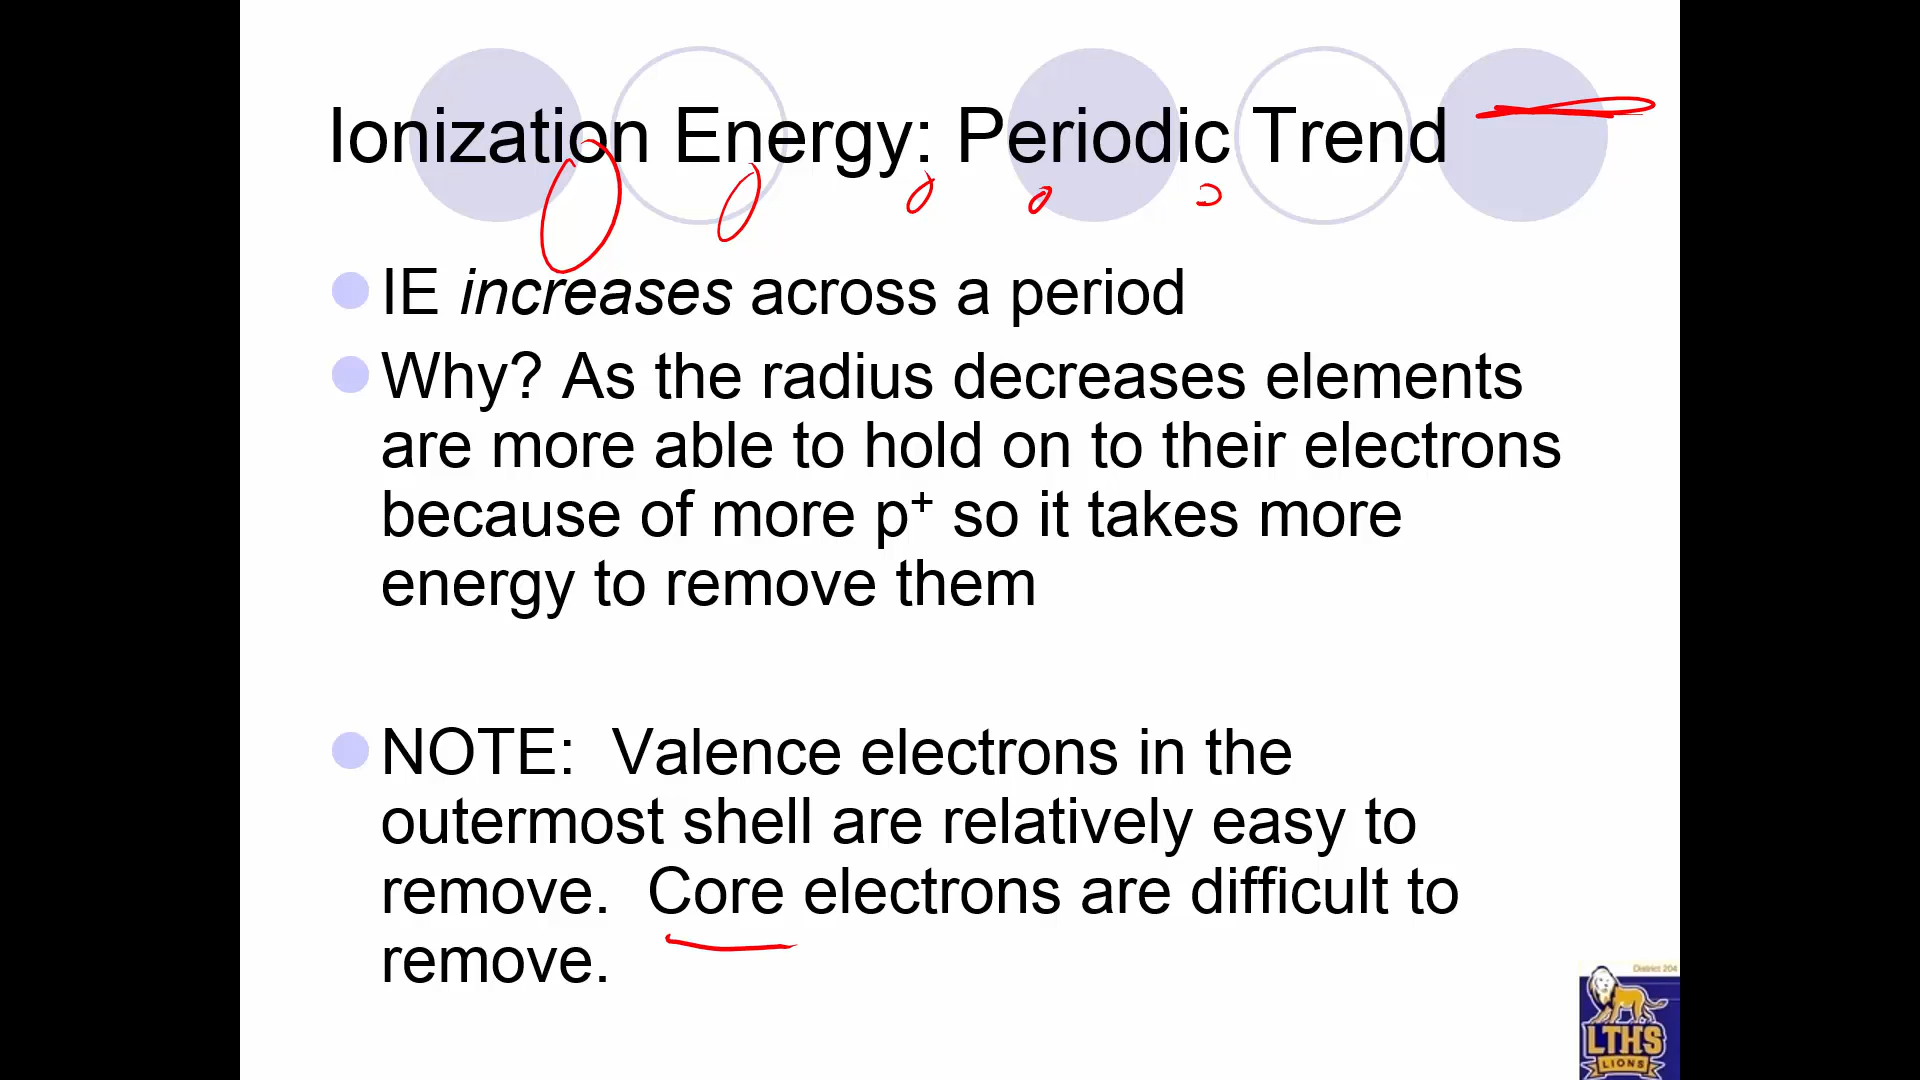 Ionization Energy: Periodic Trend
IE increases across a period
Why? As the radius decreases elements
are more able to hold on to their electrons
because of more p⁺ so it takes more
energy to remove them
NOTE:  Valence electrons in the
outermost shell are relatively easy to
remove.  Core electrons are difficult to
remove.
District 204
LTHS
LIONS